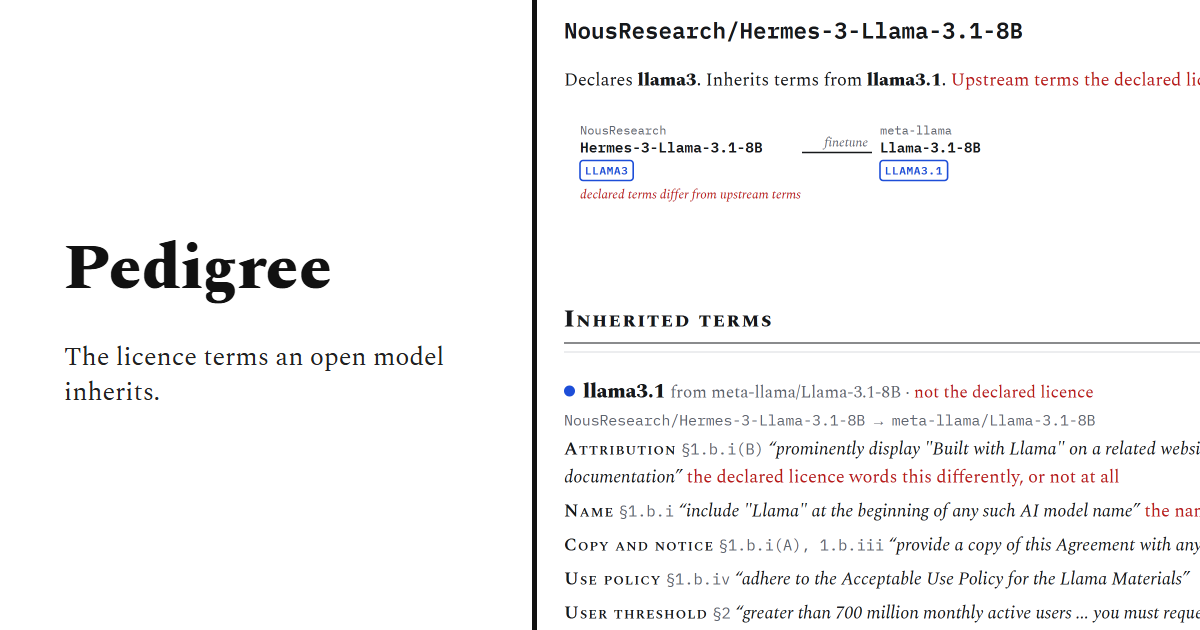 Pedigree
The licence terms an open model
inherits.
NousResearch/Hermes-3-Llama-3.1-8B
Declares llama3. Inherits terms from llama3.1. Upstream terms the declared
NousResearch
Hermes-3-Llama-3.1-8B
LLAMA3
declared terms differ from upstream terms
finetune
meta-llama
Llama-3.1-8B
LLAMA3.1
Inherited terms
llama3.1 from meta-llama/Llama-3.1-8B · not the declared licence
NousResearch/Hermes-3-Llama-3.1-8B → meta-llama/Llama-3.1-8B
Attribution §1.b.i(B) “prominently display "Built with Llama" on a related
documentation” the declared licence words this differently, or not at all
Name §1.b.i “include "Llama" at the beginning of any such AI model name” the
Copy and notice §1.b.i(A), 1.b.iii “provide a copy of this Agreement with any
Use policy §1.b.iv “adhere to the Acceptable Use Policy for the Llama Materials”
User threshold §2 “greater than 700 million monthly active users ... you must